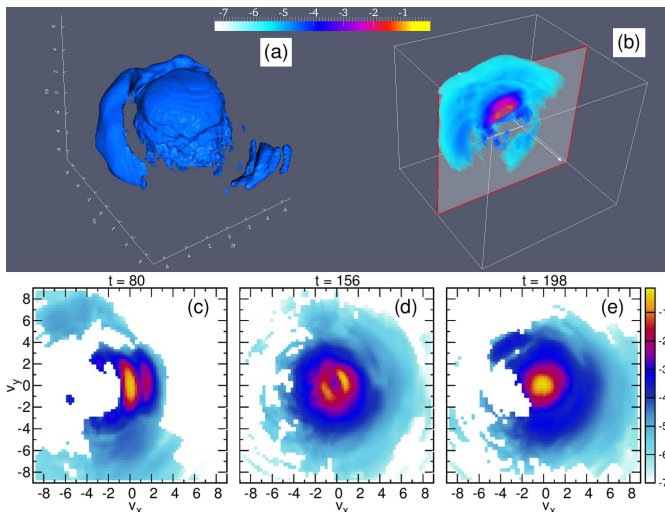 -7 -6 -5 -4 -3 -2 -1
(a)
(b)
t = 80
t = 156
t = 198
(c)
(d)
(e)
8
6
4
2
0
-2
-4
-6
-8
v_y
-8 -6 -4 -2 0 2 4 6 8
-8 -6 -4 -2 0 2 4 6 8
-8 -6 -4 -2 0 2 4 6 8
v_x
v_x
v_x
-1
-2
-3
-4
-5
-6
-7